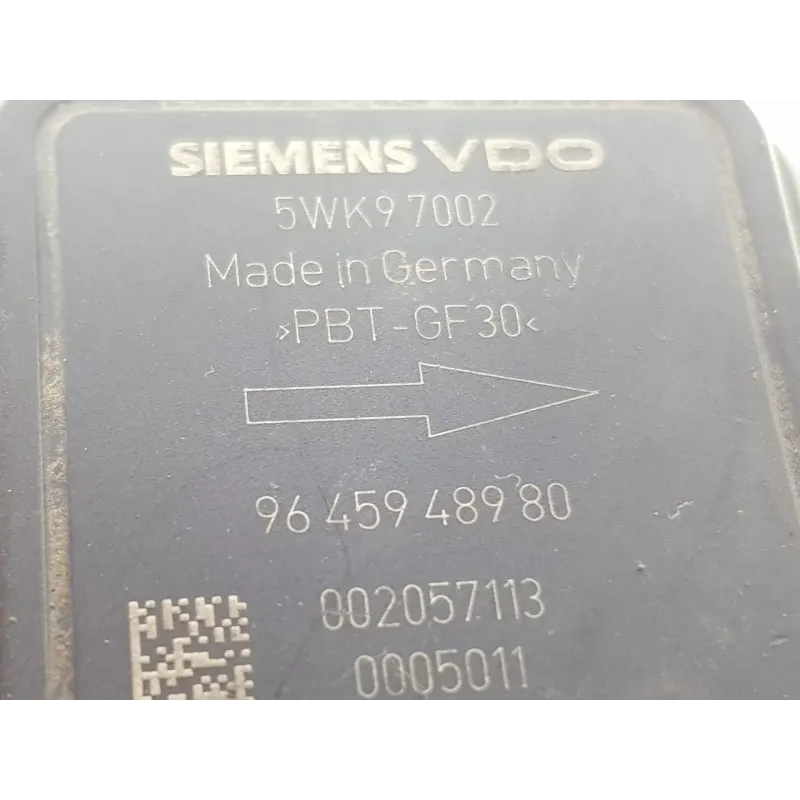 SIEMENS VDO
5WK9 7002
Made in Germany
>PBT-GF30<
96 459 489 80
002057113
0005011